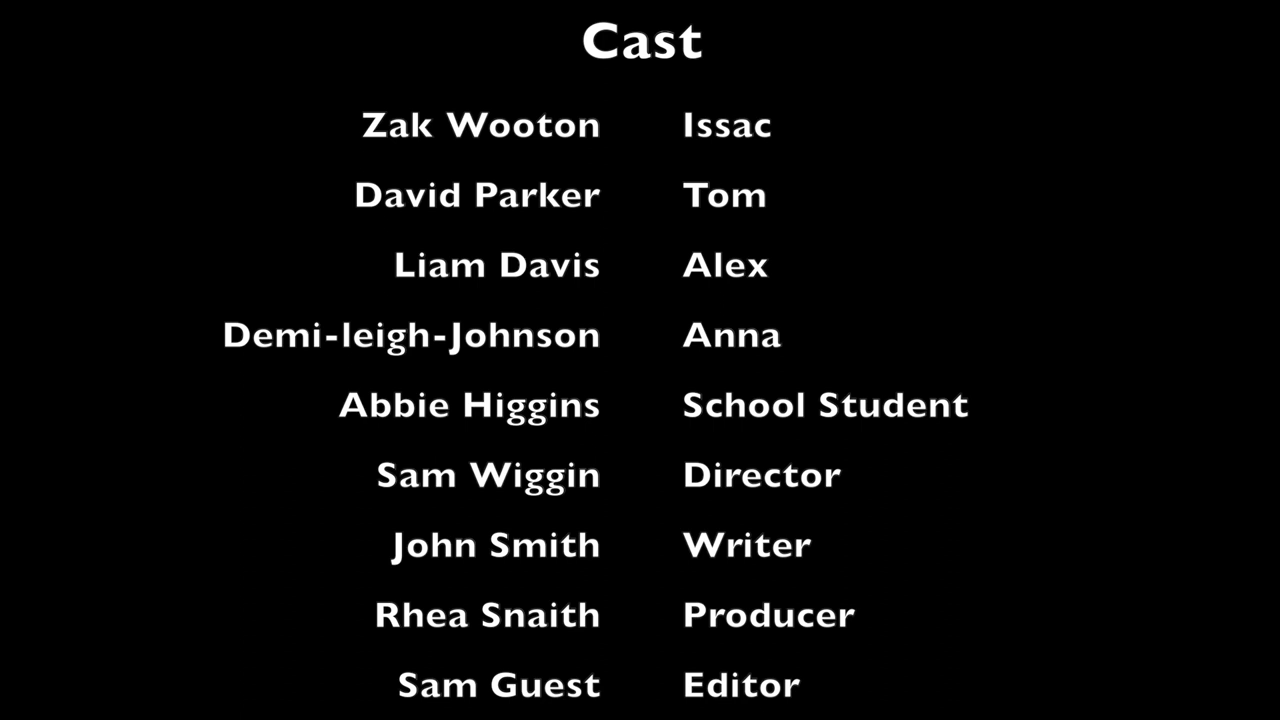 Cast
Zak Wooton Issac
David Parker Tom
Liam Davis Alex
Demi-leigh-Johnson Anna
Abbie Higgins School Student
Sam Wiggin Director
John Smith Writer
Rhea Snaith Producer
Sam Guest Editor